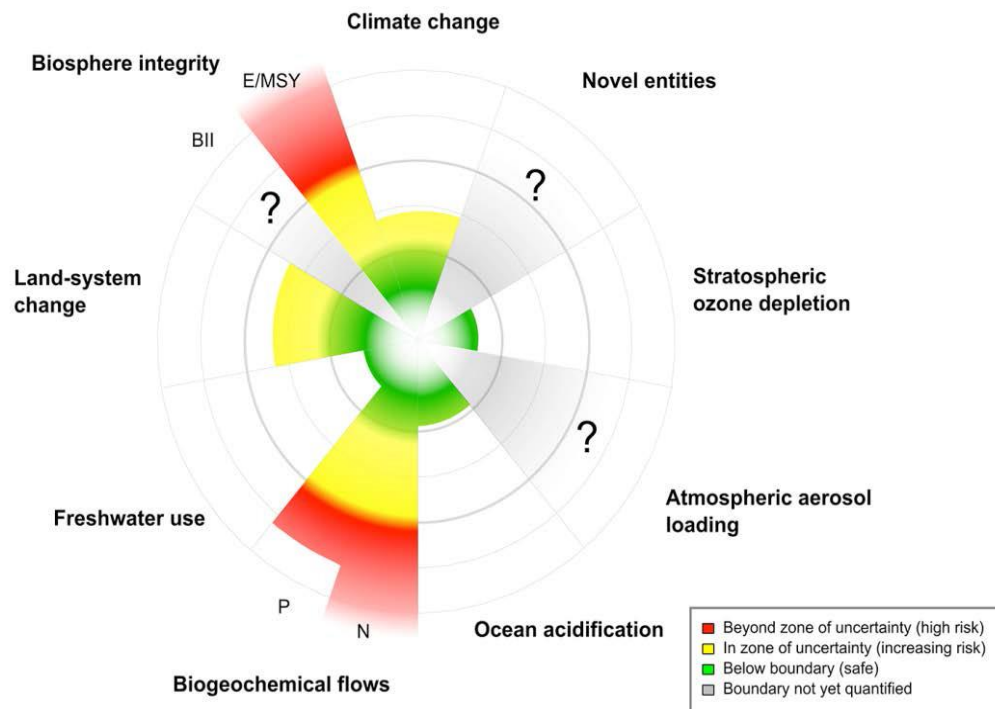 Climate change
Biosphere integrity
E/MSY
Novel entities
BII
?
?
Land-system
change
Stratospheric
ozone depletion
?
Freshwater use
Atmospheric aerosol
loading
P
N
Ocean acidification
Biogeochemical flows
Beyond zone of uncertainty (high risk)
In zone of uncertainty (increasing risk)
Below boundary (safe)
Boundary not yet quantified